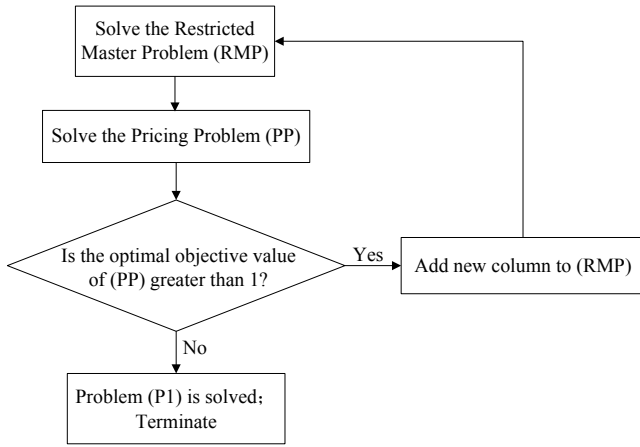 Solve the Restricted
Master Problem (RMP)
Solve the Pricing Problem (PP)
Is the optimal objective value
of (PP) greater than 1?
Yes
Add new column to (RMP)
No
Problem (P1) is solved；
Terminate